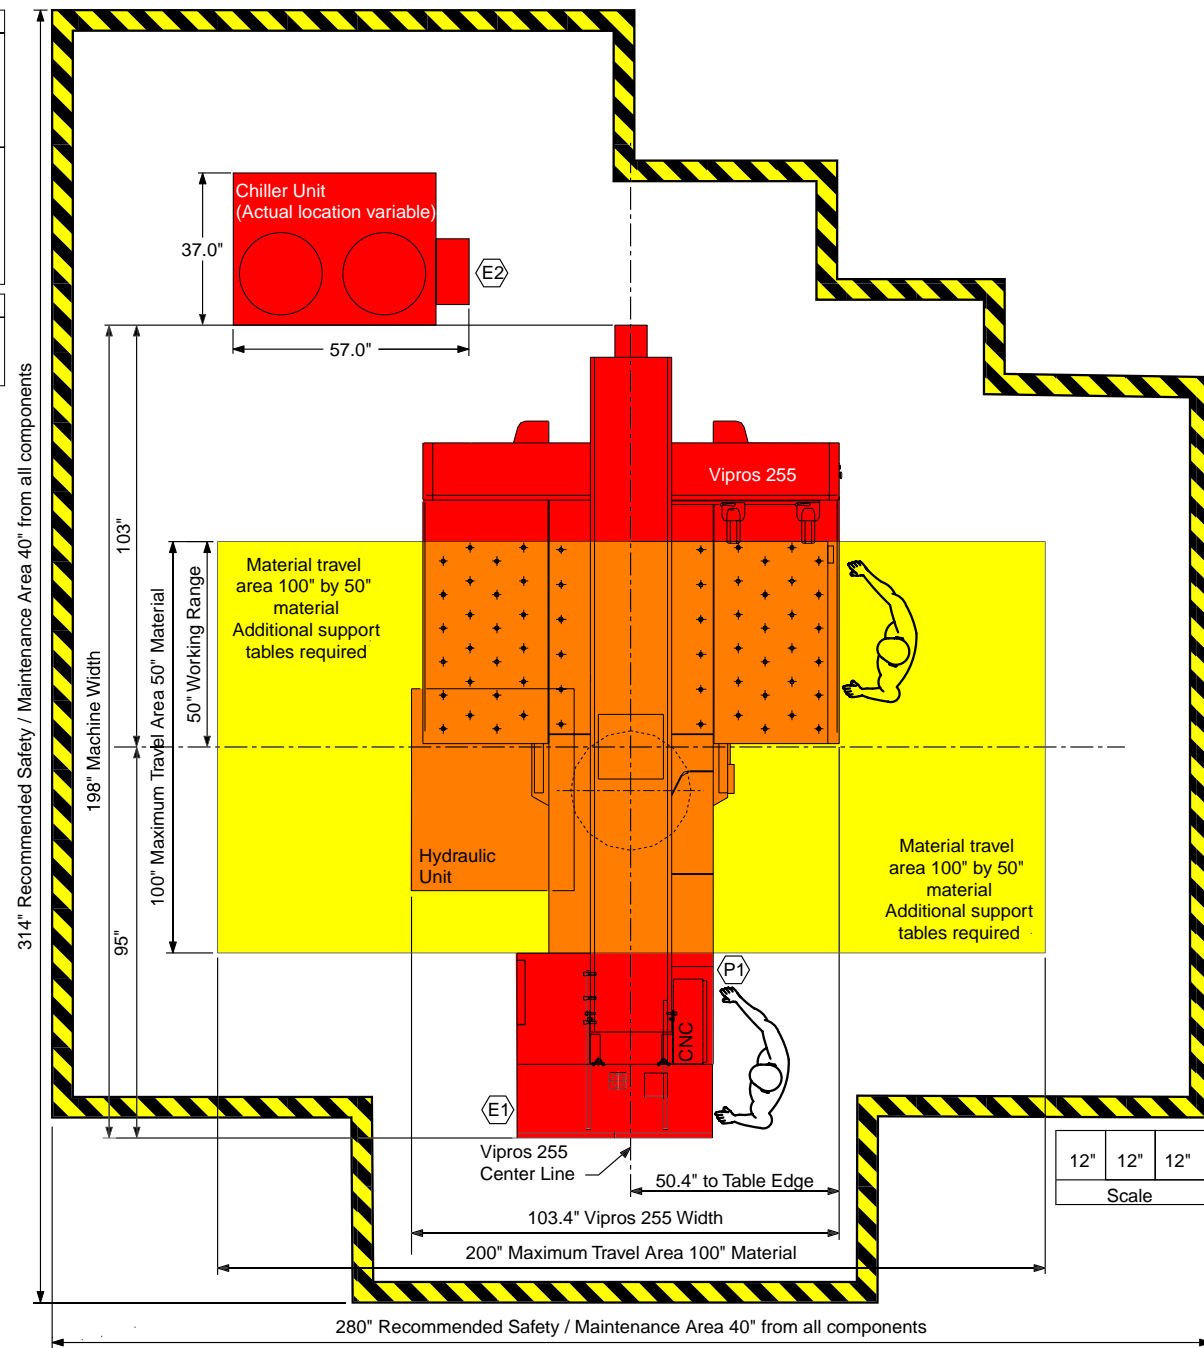 Chiller Unit
(Actual location variable)
37.0"
E2
57.0"
314" Recommended Safety / Maintenance Area 40" from all components
198" Machine Width
103"
95"
100" Maximum Travel Area 50" Material
50" Working Range
Vipros 255
Material travel
area 100" by 50"
material
Additional support
tables required
Hydraulic
Unit
Material travel
area 100" by 50"
material
Additional support
tables required
P1
CNC
E1
Vipros 255
Center Line
50.4" to Table Edge
103.4" Vipros 255 Width
200" Maximum Travel Area 100" Material
280" Recommended Safety / Maintenance Area 40" from all components
12" 12" 12"
Scale